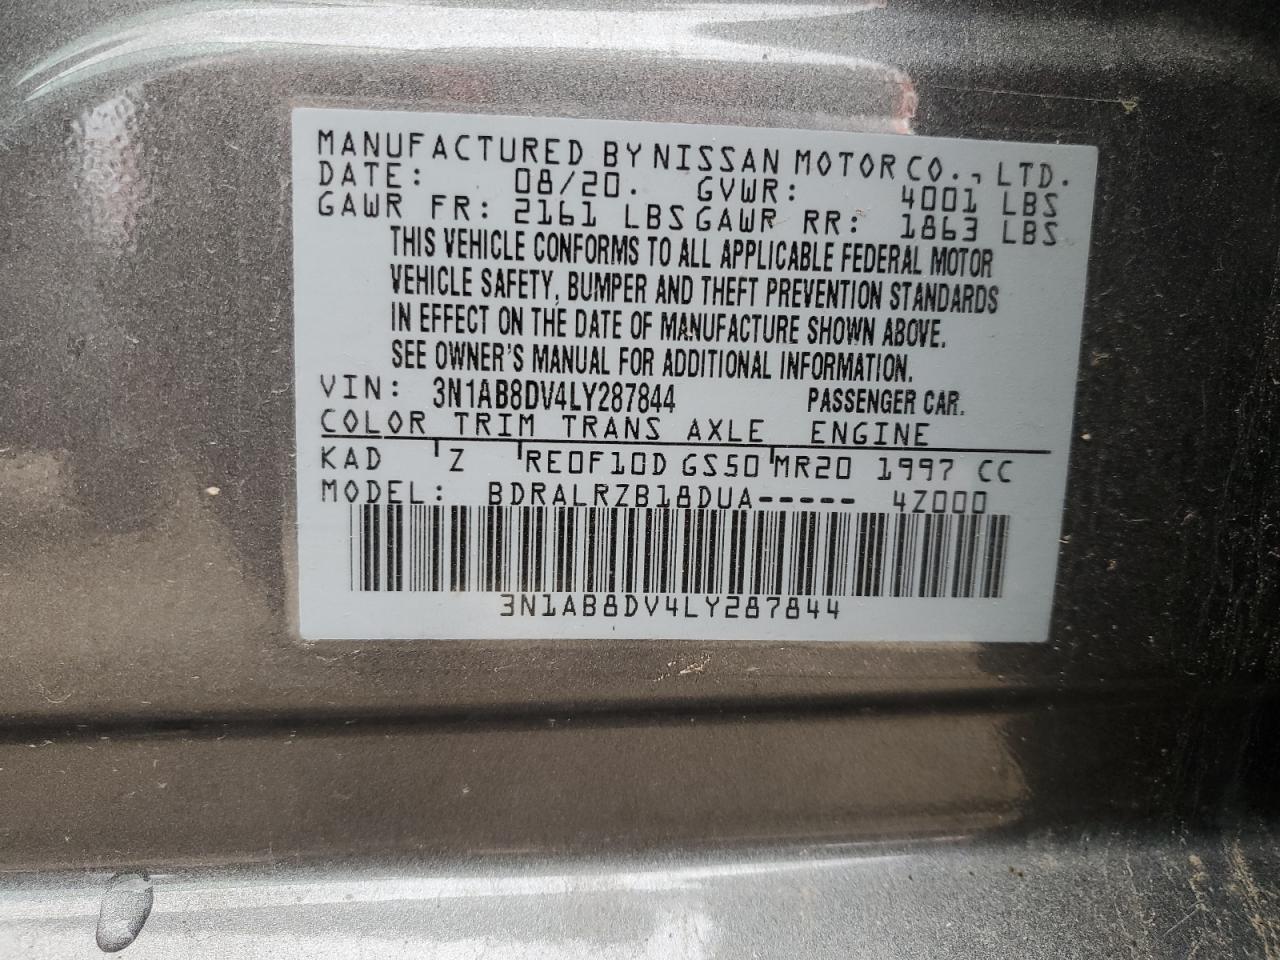 MANUFACTURED BY NISSAN MOTOR CO., LTD.
DATE: 08/20. GVWR: 4001 LBS
GAWR FR: 2161 LBS GAWR RR: 1863 LBS
THIS VEHICLE CONFORMS TO ALL APPLICABLE FEDERAL MOTOR
VEHICLE SAFETY, BUMPER AND THEFT PREVENTION STANDARDS
IN EFFECT ON THE DATE OF MANUFACTURE SHOWN ABOVE.
SEE OWNER'S MANUAL FOR ADDITIONAL INFORMATION.
VIN: 3N1AB8DV4LY287844 PASSENGER CAR.
COLOR TRIM TRANS AXLE ENGINE
KAD Z RE0F10D GS50 MR20 1997 CC
MODEL: BDRALRZB18DUA----- 4Z000
3N1AB8DV4LY287844